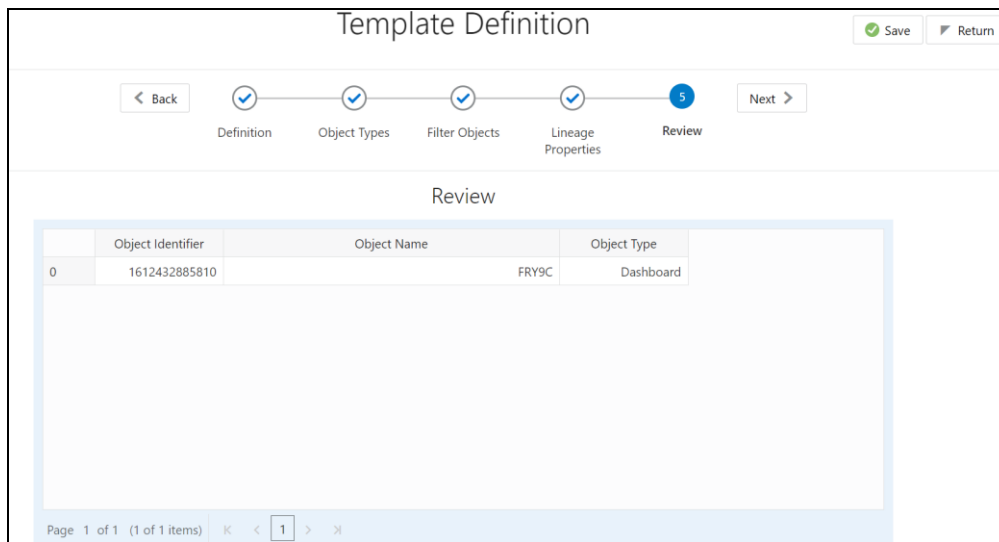 Template Definition
Save
Return
Back
5
Next
Definition
Object Types
Filter Objects
Lineage
Properties
Review
Review
Object Identifier Object Name Object Type
0 1612432885810 FRY9C Dashboard
Page 1 of 1 (1 of 1 items) K < 1 > >|